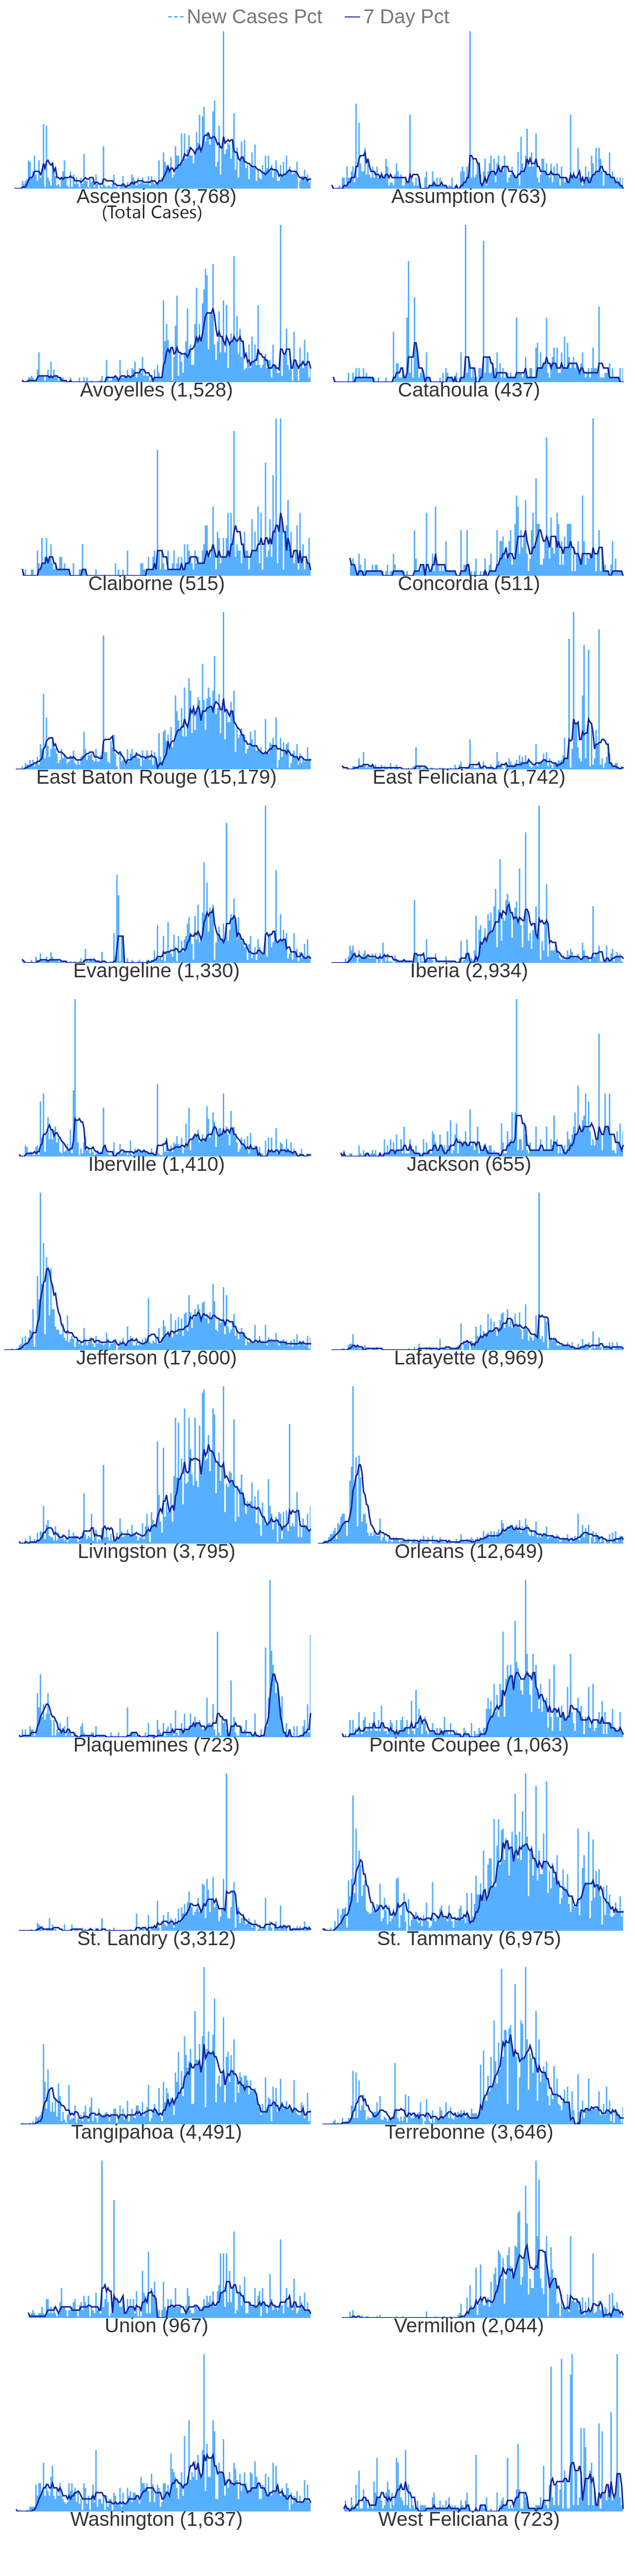 New Cases Pct 7 Day Pct
Ascension (3,768) Assumption (763)
(Total Cases)
Avoyelles (1,528) Catahoula (437)
Claiborne (515) Concordia (511)
East Baton Rouge (15,179) East Feliciana (1,742)
Evangeline (1,330) Iberia (2,934)
Iberville (1,410) Jackson (655)
Jefferson (17,600) Lafayette (8,969)
Livingston (3,795) Orleans (12,649)
Plaquemines (723) Pointe Coupee (1,063)
St. Landry (3,312) St. Tammany (6,975)
Tangipahoa (4,491) Terrebonne (3,646)
Union (967) Vermilion (2,044)
Washington (1,637) West Feliciana (723)